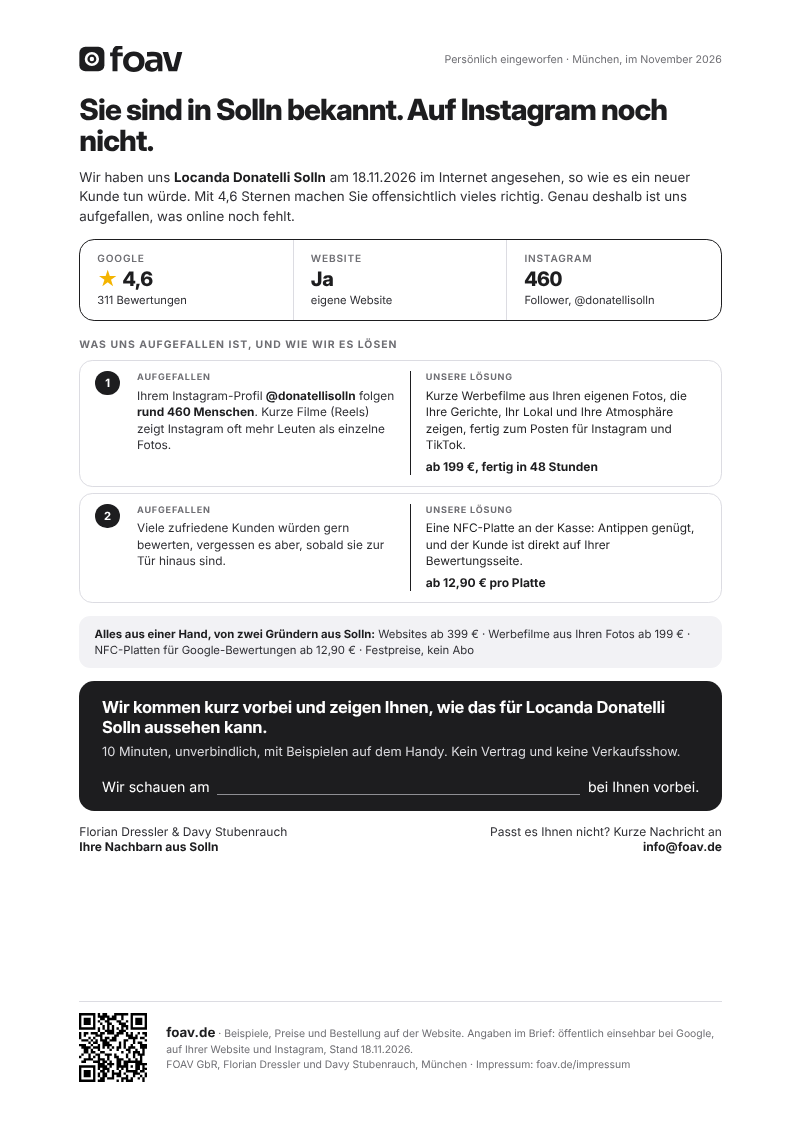 foav
Persönlich eingeworfen · München, im November 2026
Sie sind in Solln bekannt. Auf Instagram noch
nicht.
Wir haben uns Locanda Donatelli Solln am 18.11.2026 im Internet angesehen, so wie es ein neuer
Kunde tun würde. Mit 4,6 Sternen machen Sie offensichtlich vieles richtig. Genau deshalb ist uns
aufgefallen, was online noch fehlt.
GOOGLE
★ 4,6
311 Bewertungen
WEBSITE
Ja
eigene Website
INSTAGRAM
460
Follower, @donatellisolln
WAS UNS AUFGEFALLEN IST, UND WIE WIR ES LÖSEN
1
AUFGEFALLEN
Ihrem Instagram-Profil @donatellisolln folgen
rund 460 Menschen. Kurze Filme (Reels)
zeigt Instagram oft mehr Leuten als einzelne
Fotos.
UNSERE LÖSUNG
Kurze Werbefilme aus Ihren eigenen Fotos, die
Ihre Gerichte, Ihr Lokal und Ihre Atmosphäre
zeigen, fertig zum Posten für Instagram und
TikTok.
ab 199 €, fertig in 48 Stunden
2
AUFGEFALLEN
Viele zufriedene Kunden würden gern
bewerten, vergessen es aber, sobald sie zur
Tür hinaus sind.
UNSERE LÖSUNG
Eine NFC-Platte an der Kasse: Antippen genügt,
und der Kunde ist direkt auf Ihrer
Bewertungsseite.
ab 12,90 € pro Platte
Alles aus einer Hand, von zwei Gründern aus Solln: Websites ab 399 € · Werbefilme aus Ihren Fotos ab 199 € ·
NFC-Platten für Google-Bewertungen ab 12,90 € · Festpreise, kein Abo
Wir kommen kurz vorbei und zeigen Ihnen, wie das für Locanda Donatelli
Solln aussehen kann.
10 Minuten, unverbindlich, mit Beispielen auf dem Handy. Kein Vertrag und keine Verkaufsshow.
Wir schauen am bei Ihnen vorbei.
Florian Dressler & Davy Stubenrauch
Ihre Nachbarn aus Solln
Passt es Ihnen nicht? Kurze Nachricht an
info@foav.de
foav.de · Beispiele, Preise und Bestellung auf der Website. Angaben im Brief: öffentlich einsehbar bei Google,
auf Ihrer Website und Instagram, Stand 18.11.2026.
FOAV GbR, Florian Dressler und Davy Stubenrauch, München · Impressum: foav.de/impressum